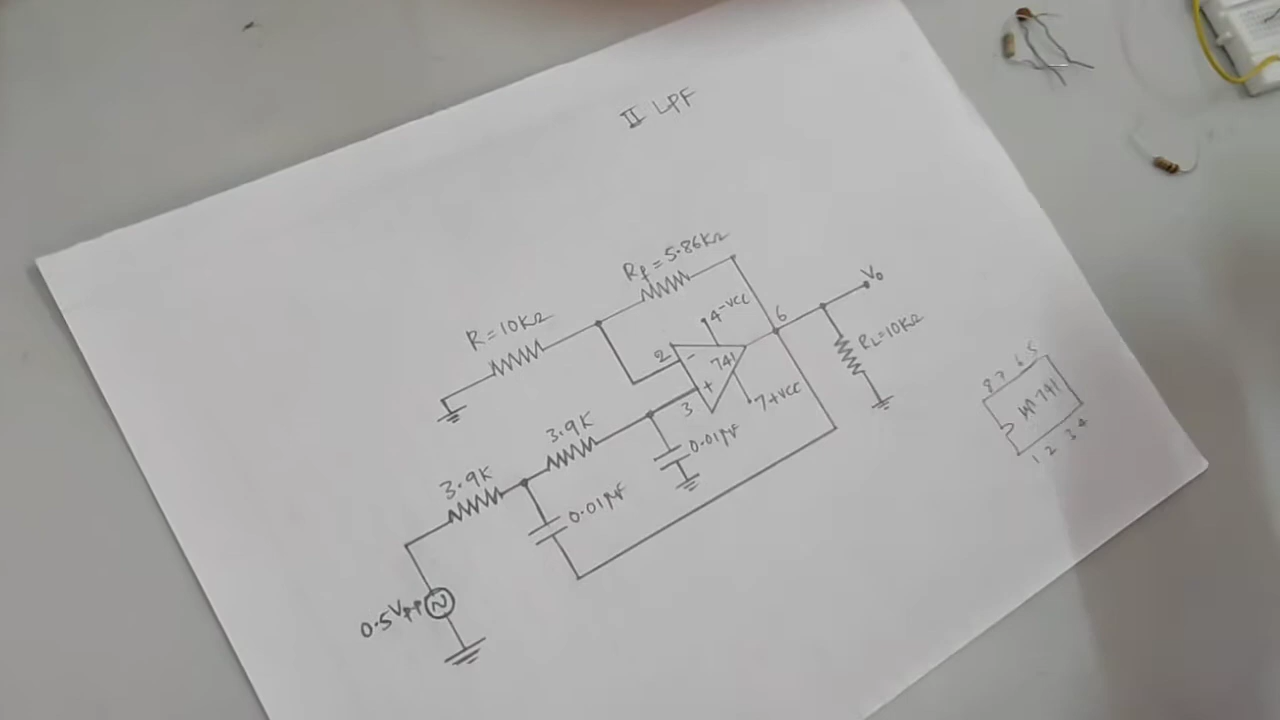 II LPF
Rf=5.86KΩ
R=10KΩ
4-VCC
6
Vo
2
-
741
+
3
7+VCC
RL=10KΩ
3.9K
0.01μF
3.9K
0.01μF
0.5Vpp
8 7 6 5
μA741
1 2 3 4